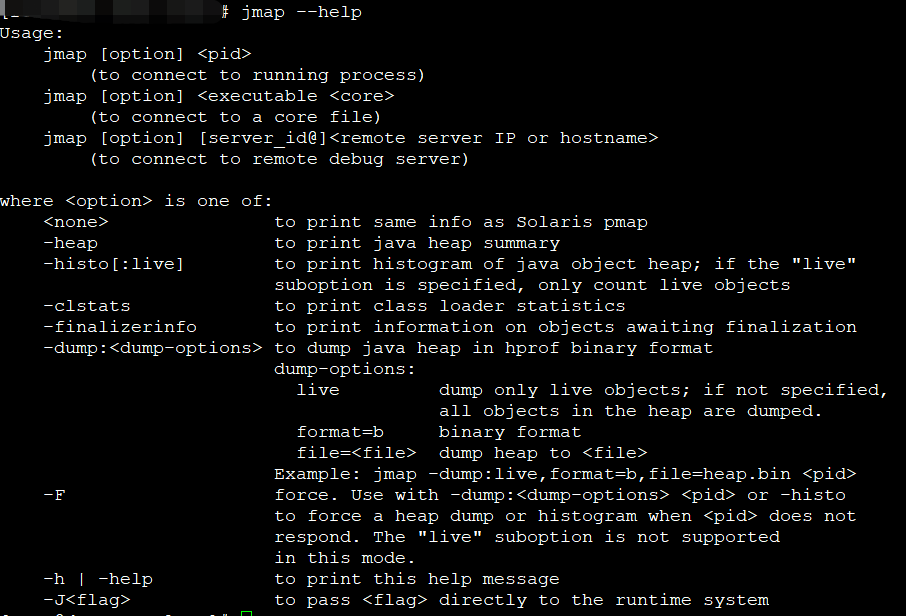 # jmap --help
Usage:
    jmap [option] <pid>
        (to connect to running process)
    jmap [option] <executable <core>
        (to connect to a core file)
    jmap [option] [server_id@]<remote server IP or hostname>
        (to connect to remote debug server)

where <option> is one of:
    <none>               to print same info as Solaris pmap
    -heap                to print java heap summary
    -histo[:live]        to print histogram of java object heap; if the "live"
                         suboption is specified, only count live objects
    -clstats             to print class loader statistics
    -finalizerinfo       to print information on objects awaiting finalization
    -dump:<dump-options> to dump java heap in hprof binary format
                         dump-options:
                           live         dump only live objects; if not specified,
                                        all objects in the heap are dumped.
                           format=b     binary format
                           file=<file>  dump heap to <file>
                         Example: jmap -dump:live,format=b,file=heap.bin <pid>
    -F                   force. Use with -dump:<dump-options> <pid> or -histo
                         to force a heap dump or histogram when <pid> does not
                         respond. The "live" suboption is not supported
                         in this mode.
    -h | -help           to print this help message
    -J<flag>             to pass <flag> directly to the runtime system